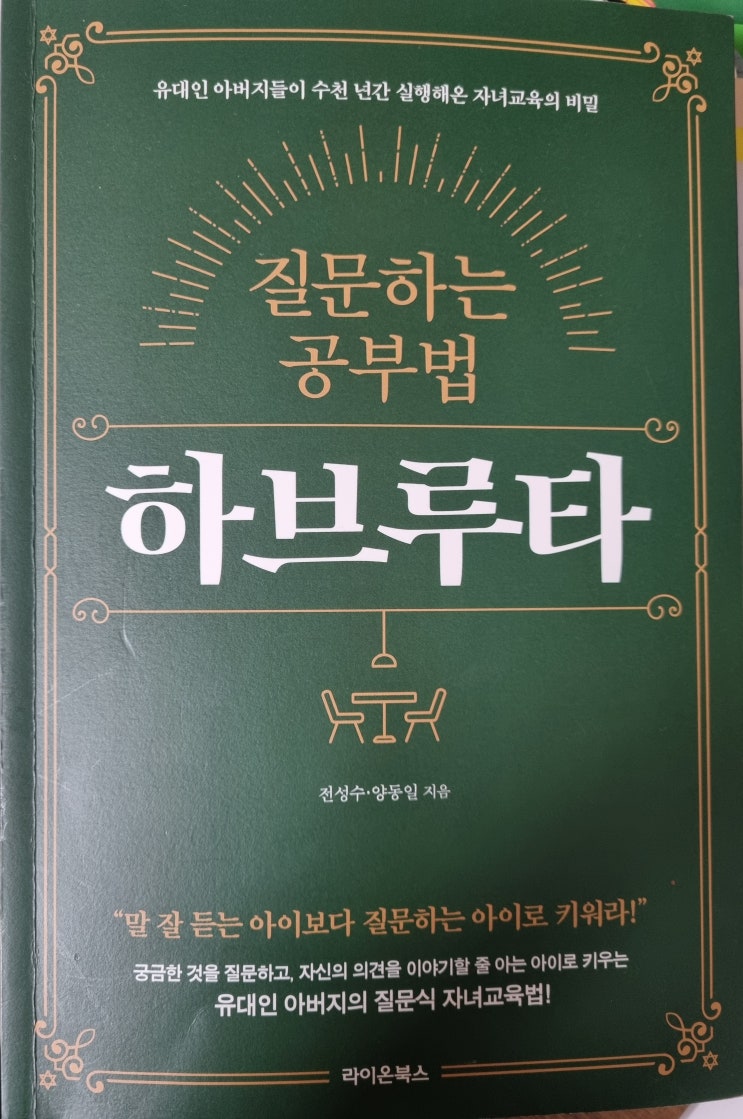 유대인 아버지들이 수천 년간 실행해온 자녀교육의 비밀
질문하는
공부법
하브루타
전성수·양동일 지음
“말 잘 듣는 아이보다 질문하는 아이로 키워라!”
궁금한 것을 질문하고, 자신의 의견을 이야기할 줄 아는 아이로 키우는
유대인 아버지의 질문식 자녀교육법!
라이온북스